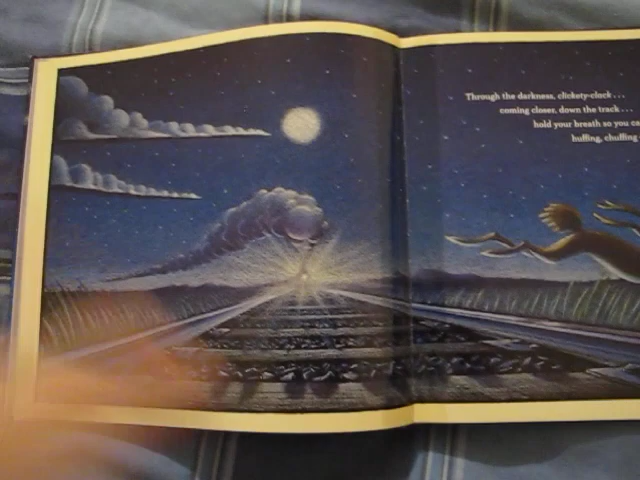 Through the darkness, clickety-clack...
coming closer, down the track...
hold your breath so you
huffing, chuffing